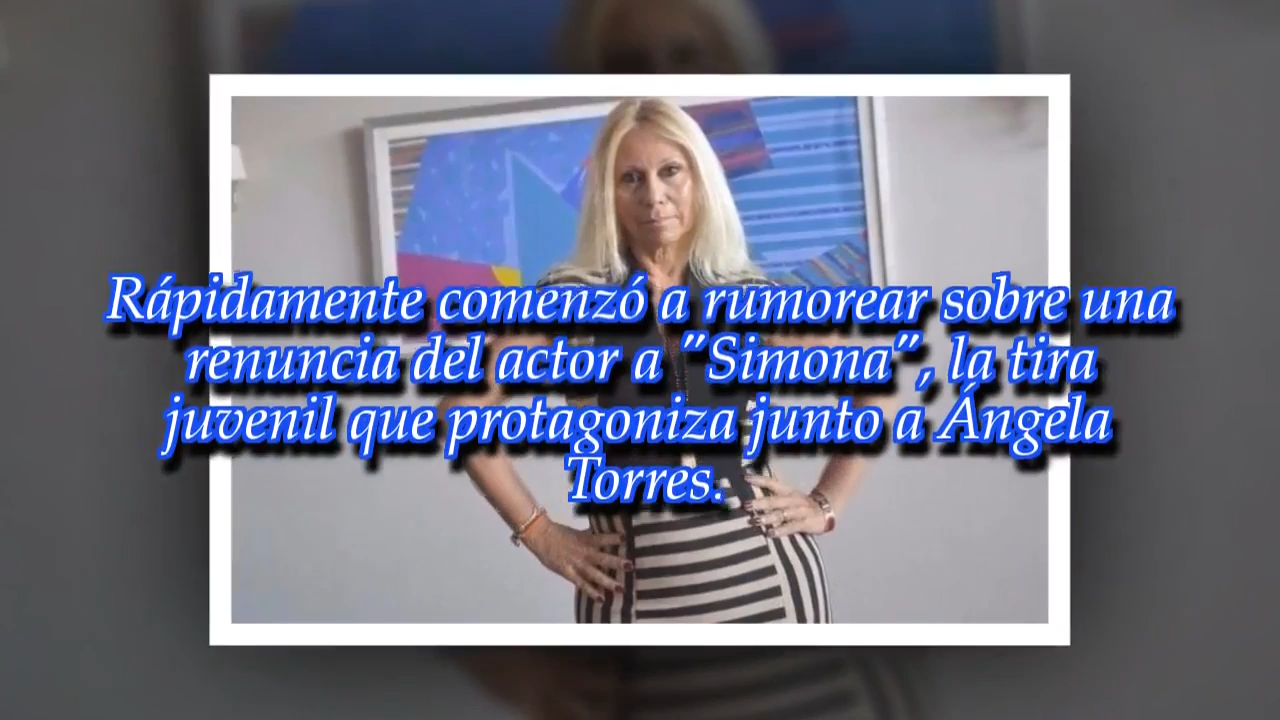 Rápidamente comenzó a rumorear sobre una
renuncia del actor a "Simona", la tira
juvenil que protagoniza junto a Ángela
Torres.